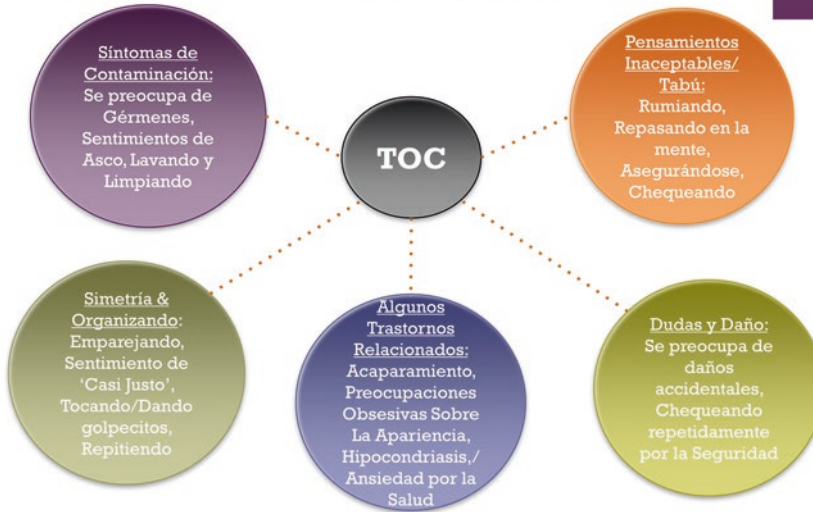 Síntomas de
Contaminación:
Se preocupa de
Gérmenes,
Sentimientos de
Asco, Lavando y
Limpiando
TOC
Pensamientos
Inaceptables/
Tabú:
Rumiando,
Repasando en la
mente,
Asegurándose,
Chequeando
Simetría &
Organizando:
Emparejando,
Sentimiento de
‘Casi Justo’,
Tocando/Dando
golpecitos,
Repitiendo
Algunos
Trastornos
Relacionados:
Acaparamiento,
Preocupaciones
Obsesivas Sobre
La Apariencia,
Hipocondriasis,/
Ansiedad por la
Salud
Dudas y Daño:
Se preocupa de
daños
accidentales,
Chequeando
repetidamente
por la Seguridad